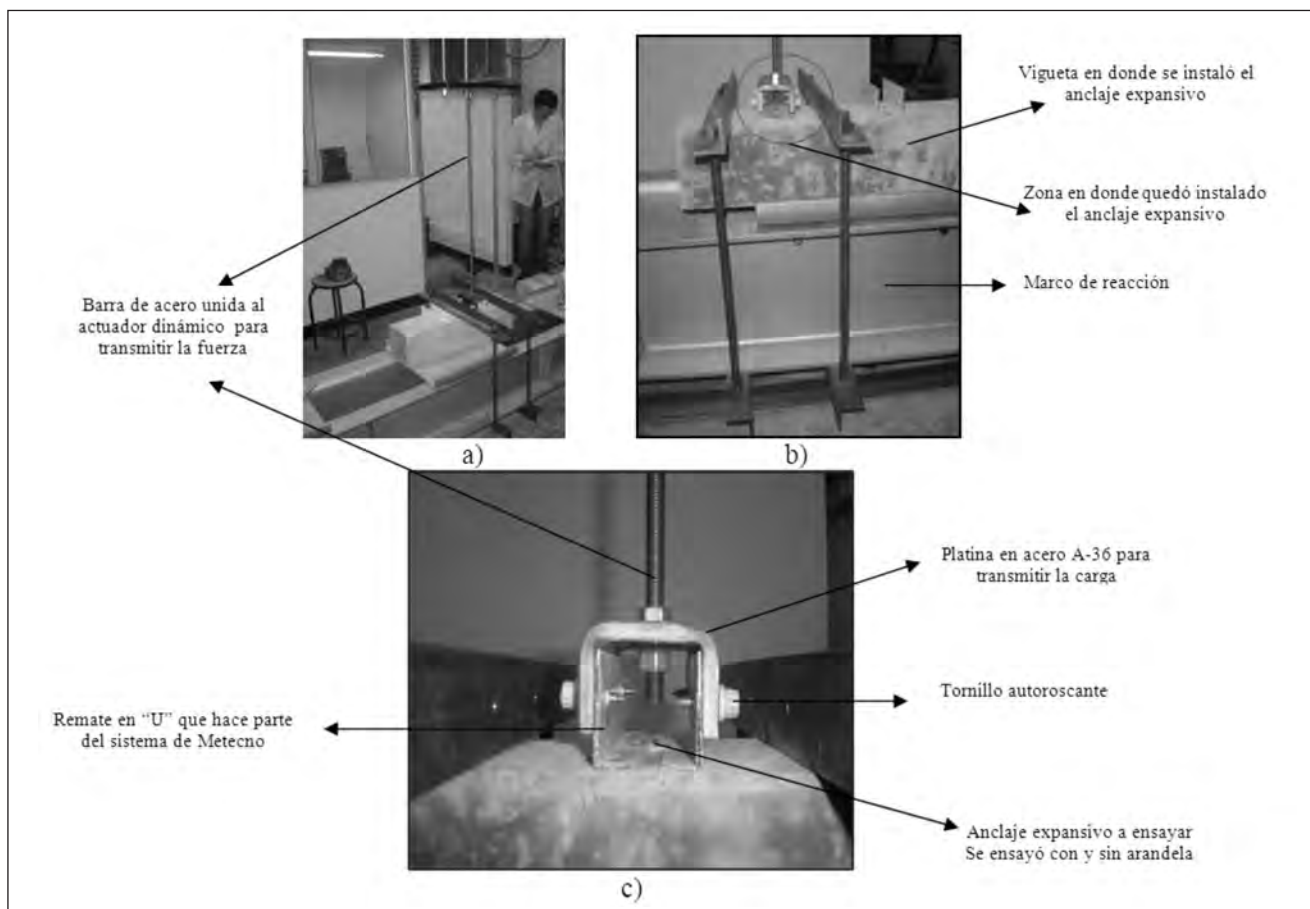 Vigueta en donde se instaló el
anclaje expansivo
Zona en donde quedó instalado
el anclaje expansivo
Marco de reacción
Barra de acero unida al
actuador dinámico para
transmitir la fuerza
a)
b)
Platina en acero A-36 para
transmitir la carga
Tornillo autoroscante
Remate en “U” que hace parte
del sistema de Metecno
Anclaje expansivo a ensayar
Se ensayó con y sin arandela
c)